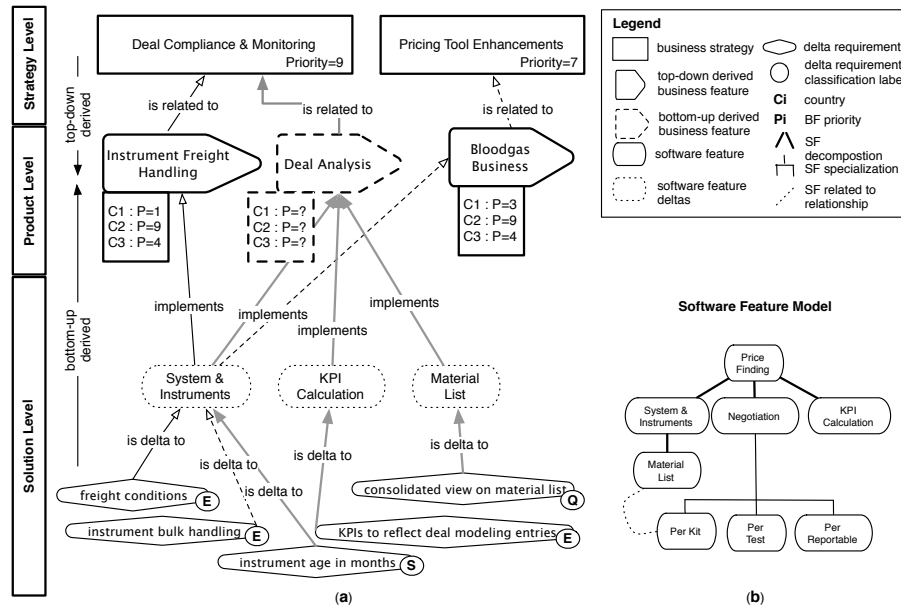 Strategy Level
Product Level
Solution Level
top-down
derived
bottom-up
derived
Deal Compliance & Monitoring
Priority=9
Pricing Tool Enhancements
Priority=7
is related to
is related to
is related to
Instrument Freight
Handling
Deal Analysis
Bloodgas
Business
C1 : P=1
C2 : P=9
C3 : P=4
C1 : P=?
C2 : P=?
C3 : P=?
C1 : P=3
C2 : P=9
C3 : P=4
implements
implements
implements
implements
System &
Instruments
KPI
Calculation
Material
List
is delta to
is delta to
is delta to
is delta to
freight conditions
E
consolidated view on material list
Q
instrument bulk handling
E
KPIs to reflect deal modeling entries
E
instrument age in months
S
(a)
Legend
business strategy
top-down derived
business feature
bottom-up derived
business feature
software feature
software feature
deltas
delta requirement
delta requirement
classification label
Ci
country
Pi
BF priority
SF
decompostion
SF specialization
SF related to
relationship
Software Feature Model
Price
Finding
System &
Instruments
Negotiation
KPI
Calculation
Material
List
Per Kit
Per
Test
Per
Reportable
(b)